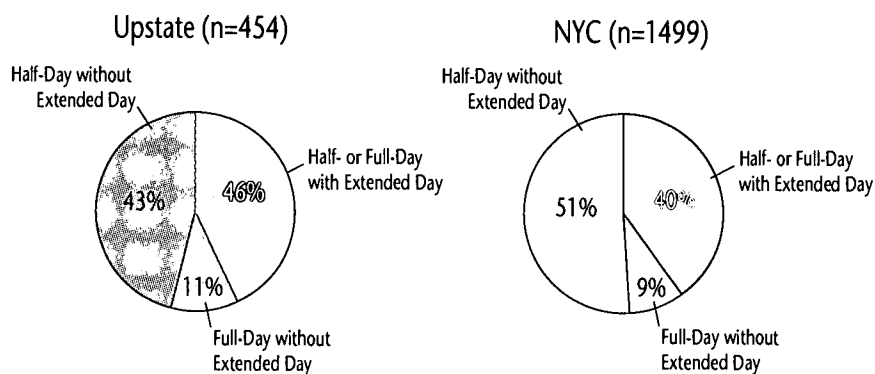 Upstate (n=454)
Half-Day without
Extended Day
43%
46%
Half- or Full-Day
with Extended Day
11%
Full-Day without
Extended Day
NYC (n=1499)
Half-Day without
Extended Day
51%
40%
Half- or Full-Day
with Extended Day
9%
Full-Day without
Extended Day